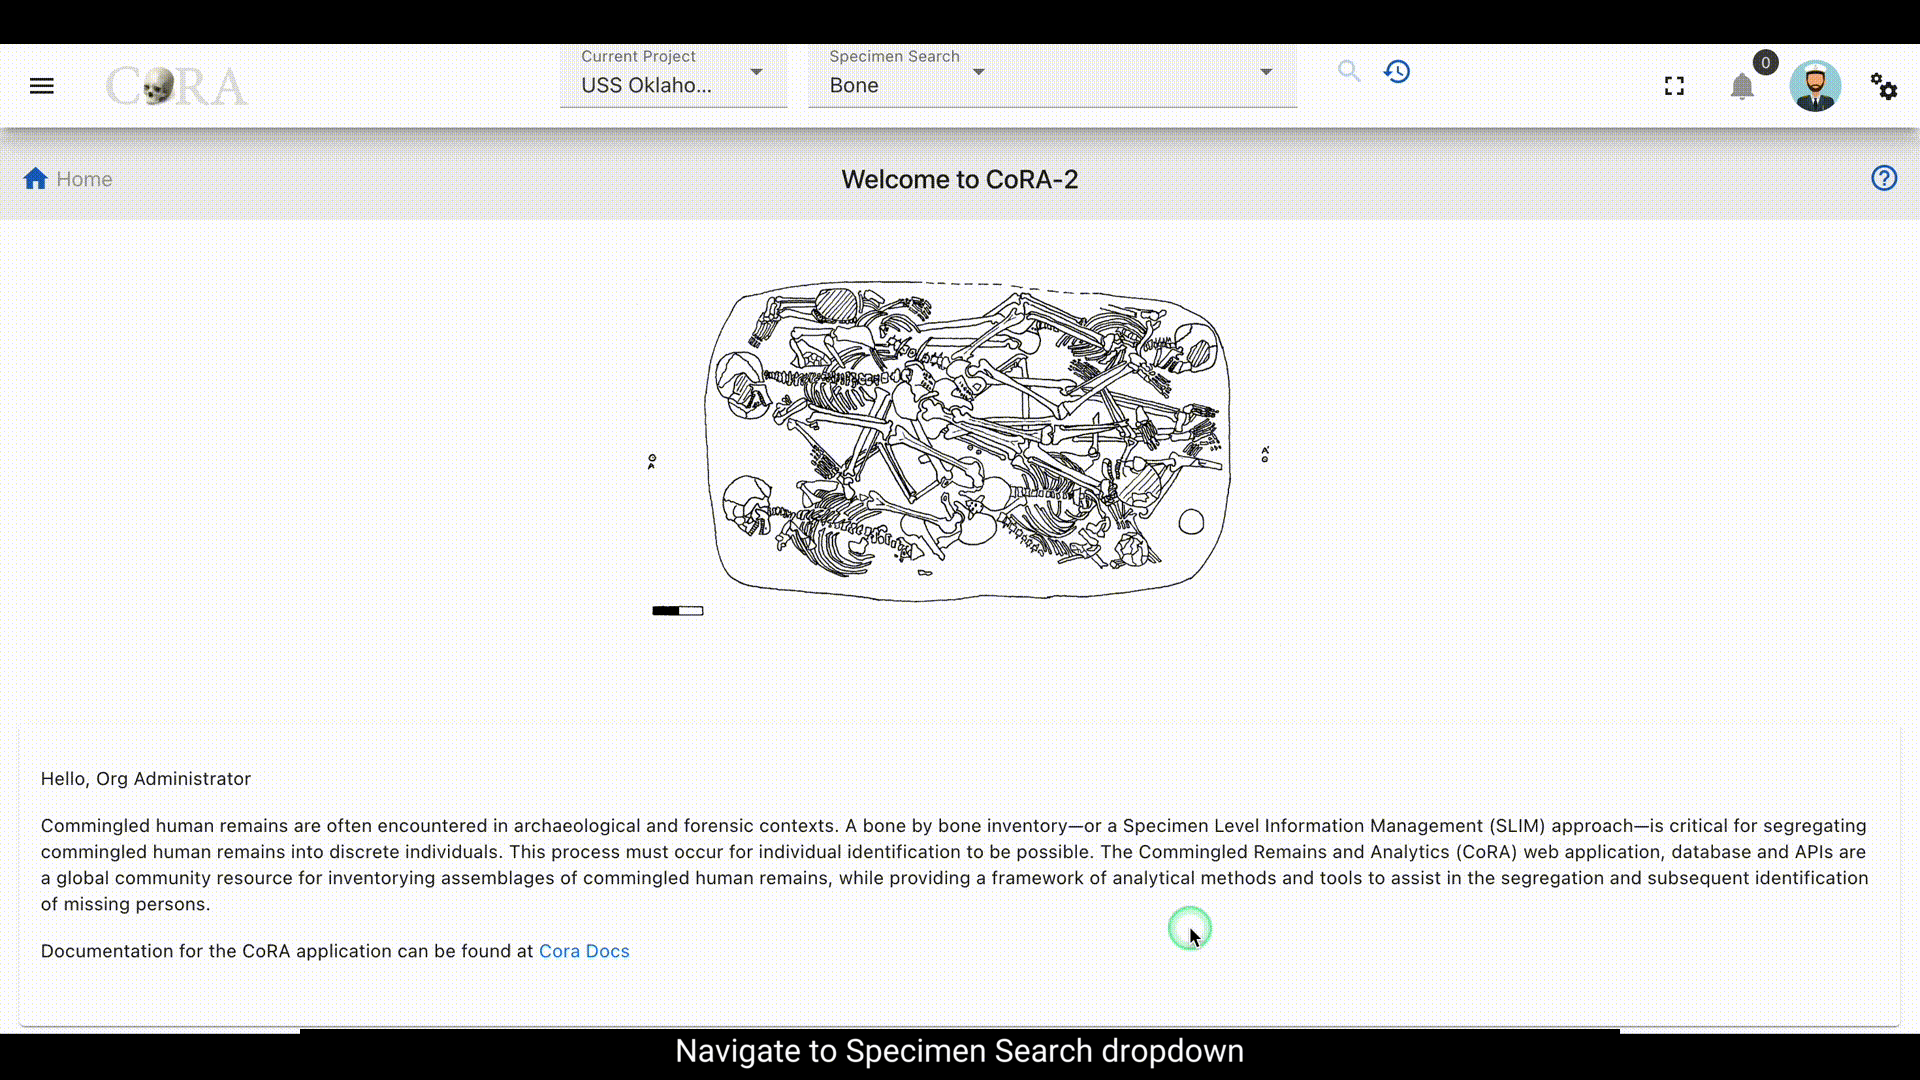 Current Project
USS Oklaho...
Specimen Search
Bone
0
CORA
Home
Welcome to CoRA-2
Hello, Org Administrator
Commingled human remains are often encountered in archaeological and forensic contexts. A bone by bone inventory—or a Specimen Level Information Management (SLIM) approach—is critical for segregating
commingled human remains into discrete individuals. This process must occur for individual identification to be possible. The Commingled Remains and Analytics (CoRA) web application, database and APIs are
a global community resource for inventorying assemblages of commingled human remains, while providing a framework of analytical methods and tools to assist in the segregation and subsequent identification
of missing persons.
Documentation for the CoRA application can be found at Cora Docs
Navigate to Specimen Search dropdown